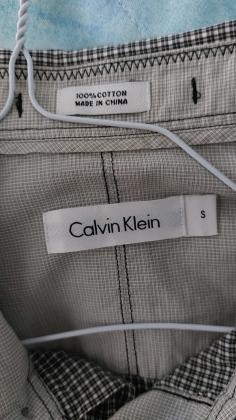 100% COTTON
MADE IN CHINA
Calvin Klein
S